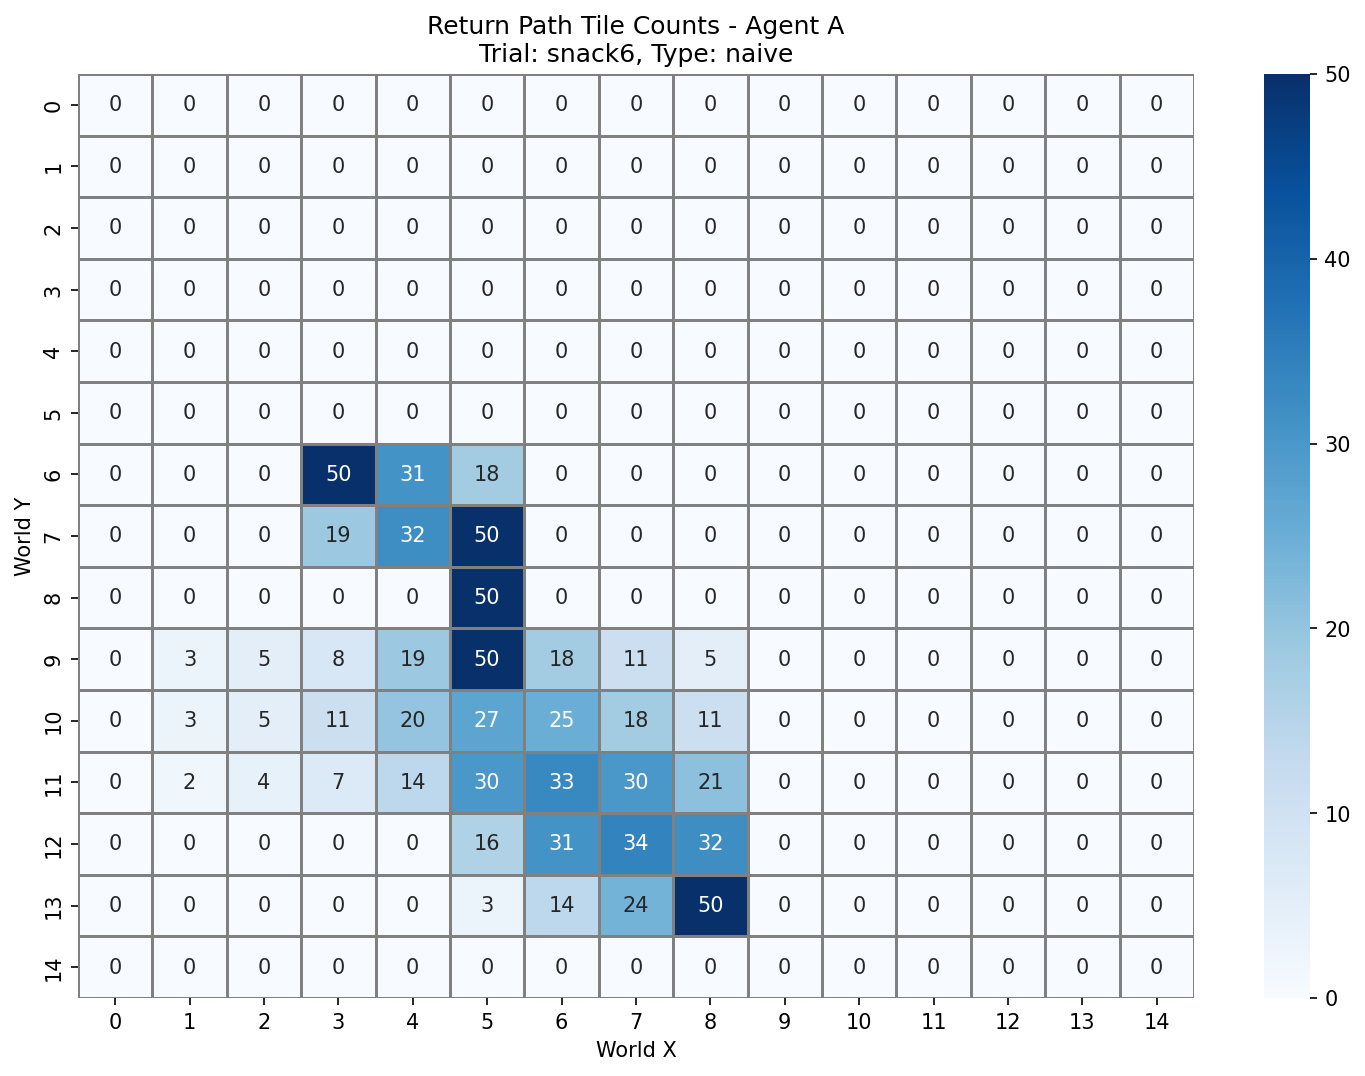 Return Path Tile Counts - Agent A
Trial: snack6, Type: naive
0 0 0 0 0 0 0 0 0 0 0 0 0 0 0 0
1 0 0 0 0 0 0 0 0 0 0 0 0 0 0 0
2 0 0 0 0 0 0 0 0 0 0 0 0 0 0 0
3 0 0 0 0 0 0 0 0 0 0 0 0 0 0 0
4 0 0 0 0 0 0 0 0 0 0 0 0 0 0 0
5 0 0 0 0 0 0 0 0 0 0 0 0 0 0 0
6 0 0 0 50 31 18 0 0 0 0 0 0 0 0 0
7 0 0 0 19 32 50 0 0 0 0 0 0 0 0 0
8 0 0 0 0 0 50 0 0 0 0 0 0 0 0 0
9 0 3 5 8 19 50 18 11 5 0 0 0 0 0 0
10 0 3 5 11 20 27 25 18 11 0 0 0 0 0 0
11 0 2 4 7 14 30 33 30 21 0 0 0 0 0 0
12 0 0 0 0 0 16 31 34 32 0 0 0 0 0 0
13 0 0 0 0 0 3 14 24 50 0 0 0 0 0 0
14 0 0 0 0 0 0 0 0 0 0 0 0 0 0 0
0 1 2 3 4 5 6 7 8 9 10 11 12 13 14
World X
World Y
50
40
30
20
10
0